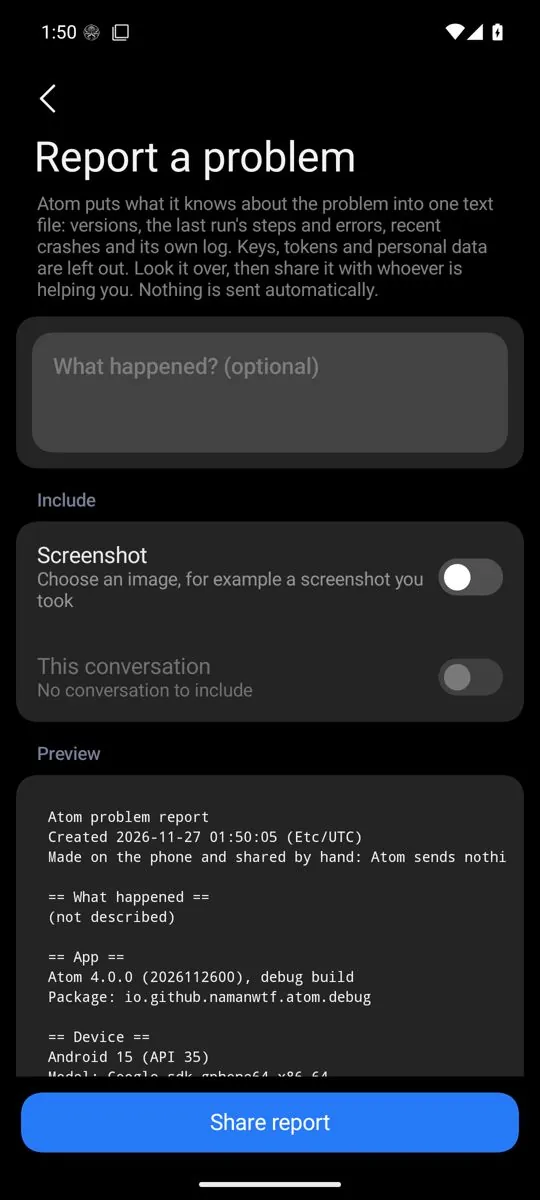 1:50
Report a problem
Atom puts what it knows about the problem into one text
file: versions, the last run's steps and errors, recent
crashes and its own log. Keys, tokens and personal data
are left out. Look it over, then share it with whoever is
helping you. Nothing is sent automatically.
What happened? (optional)
Include
Screenshot
Choose an image, for example a screenshot you
took
This conversation
No conversation to include
Preview
Atom problem report
Created 2026-11-27 01:50:05 (Etc/UTC)
Made on the phone and shared by hand: Atom sends nothi
== What happened ==
(not described)
== App ==
Atom 4.0.0 (2026112600), debug build
Package: io.github.namanwtf.atom.debug
== Device ==
Android 15 (API 35)
Model: Google sdk_gphone64_x86_64
Share report